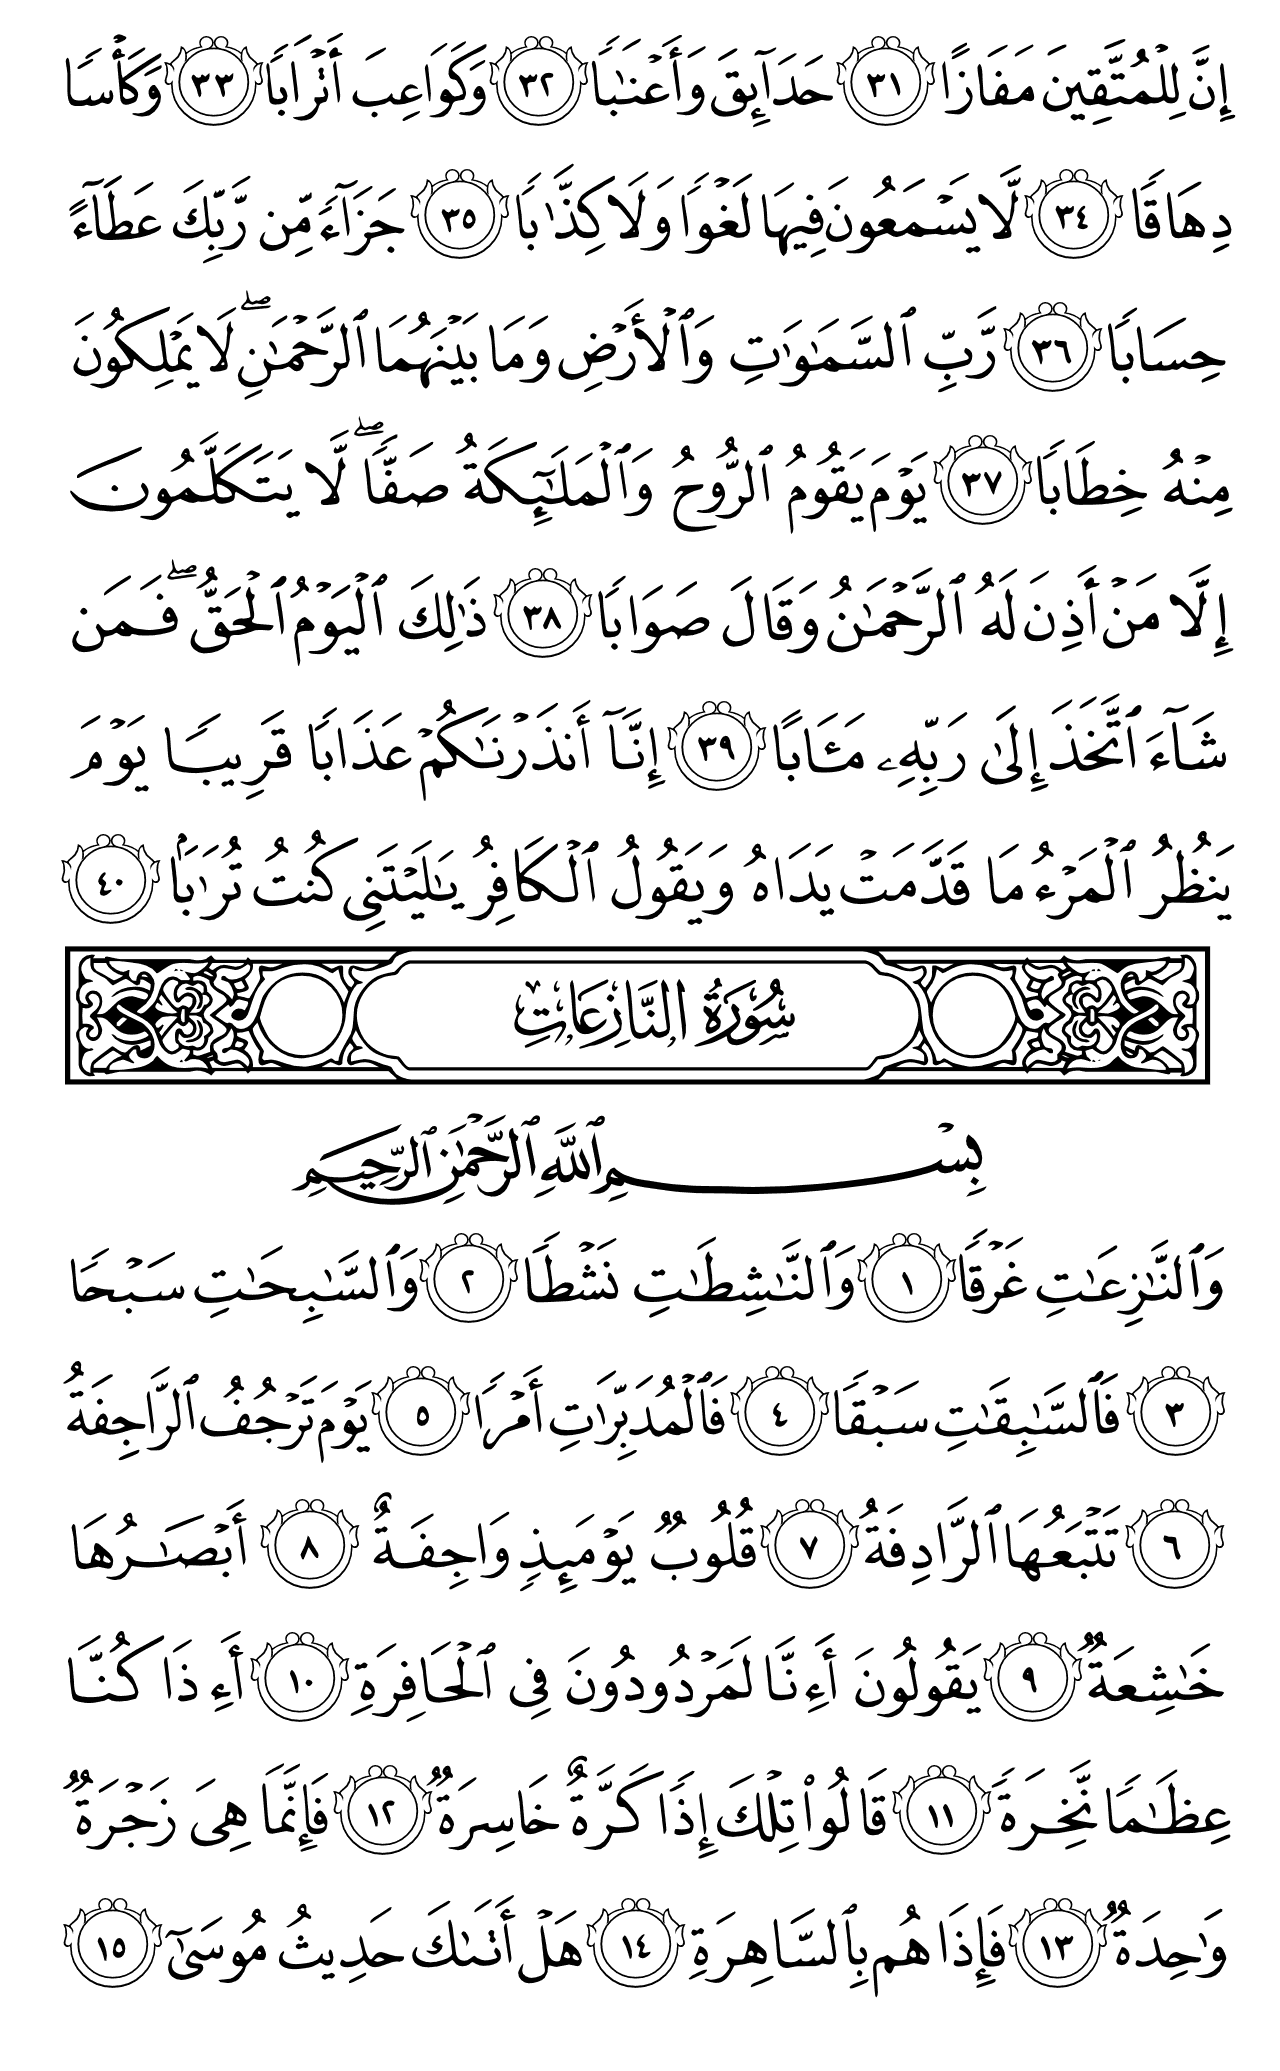 إِنَّ لِلْمُتَّقِينَ مَفَازًا ٣١ حَدَآئِقَ وَأَعْنَٰبًا ٣٢ وَكَوَاعِبَ أَتْرَابًا ٣٣ وَكَأْسًا
دِهَاقًا ٣٤ لَّا يَسْمَعُونَ فِيهَا لَغْوًا وَلَا كِذَّٰبًا ٣٥ جَزَآءً مِّن رَّبِّكَ عَطَآءً
حِسَابًا ٣٦ رَّبِّ ٱلسَّمَٰوَٰتِ وَٱلْأَرْضِ وَمَا بَيْنَهُمَا ٱلرَّحْمَٰنِۖ لَا يَمْلِكُونَ
مِنْهُ خِطَابًا ٣٧ يَوْمَ يَقُومُ ٱلرُّوحُ وَٱلْمَلَٰٓئِكَةُ صَفًّاۖ لَّا يَتَكَلَّمُونَ
إِلَّا مَنْ أَذِنَ لَهُ ٱلرَّحْمَٰنُ وَقَالَ صَوَابًا ٣٨ ذَٰلِكَ ٱلْيَوْمُ ٱلْحَقُّۖ فَمَن
شَآءَ ٱتَّخَذَ إِلَىٰ رَبِّهِۦ مَـَٔابًا ٣٩ إِنَّآ أَنذَرْنَٰكُمْ عَذَابًا قَرِيبًا يَوْمَ
يَنظُرُ ٱلْمَرْءُ مَا قَدَّمَتْ يَدَاهُ وَيَقُولُ ٱلْكَافِرُ يَٰلَيْتَنِى كُنتُ تُرَٰبًۢا ٤٠
سُورَةُ النَّازِعَاتِ
بِسْمِ ٱللَّهِ ٱلرَّحْمَٰنِ ٱلرَّحِيمِ
وَٱلنَّٰزِعَٰتِ غَرْقًا ١ وَٱلنَّٰشِطَٰتِ نَشْطًا ٢ وَٱلسَّٰبِحَٰتِ سَبْحًا
٣ فَٱلسَّٰبِقَٰتِ سَبْقًا ٤ فَٱلْمُدَبِّرَٰتِ أَمْرًا ٥ يَوْمَ تَرْجُفُ ٱلرَّاجِفَةُ
٦ تَتْبَعُهَا ٱلرَّادِفَةُ ٧ قُلُوبٌ يَوْمَئِذٍ وَاجِفَةٌ ٨ أَبْصَٰرُهَا
خَٰشِعَةٌ ٩ يَقُولُونَ أَءِنَّا لَمَرْدُودُونَ فِى ٱلْحَافِرَةِ ١٠ أَءِذَا كُنَّا
عِظَٰمًا نَّخِرَةً ١١ قَالُوا۟ تِلْكَ إِذًا كَرَّةٌ خَاسِرَةٌ ١٢ فَإِنَّمَا هِىَ زَجْرَةٌ
وَٰحِدَةٌ ١٣ فَإِذَا هُم بِٱلسَّاهِرَةِ ١٤ هَلْ أَتَىٰكَ حَدِيثُ مُوسَىٰٓ ١٥